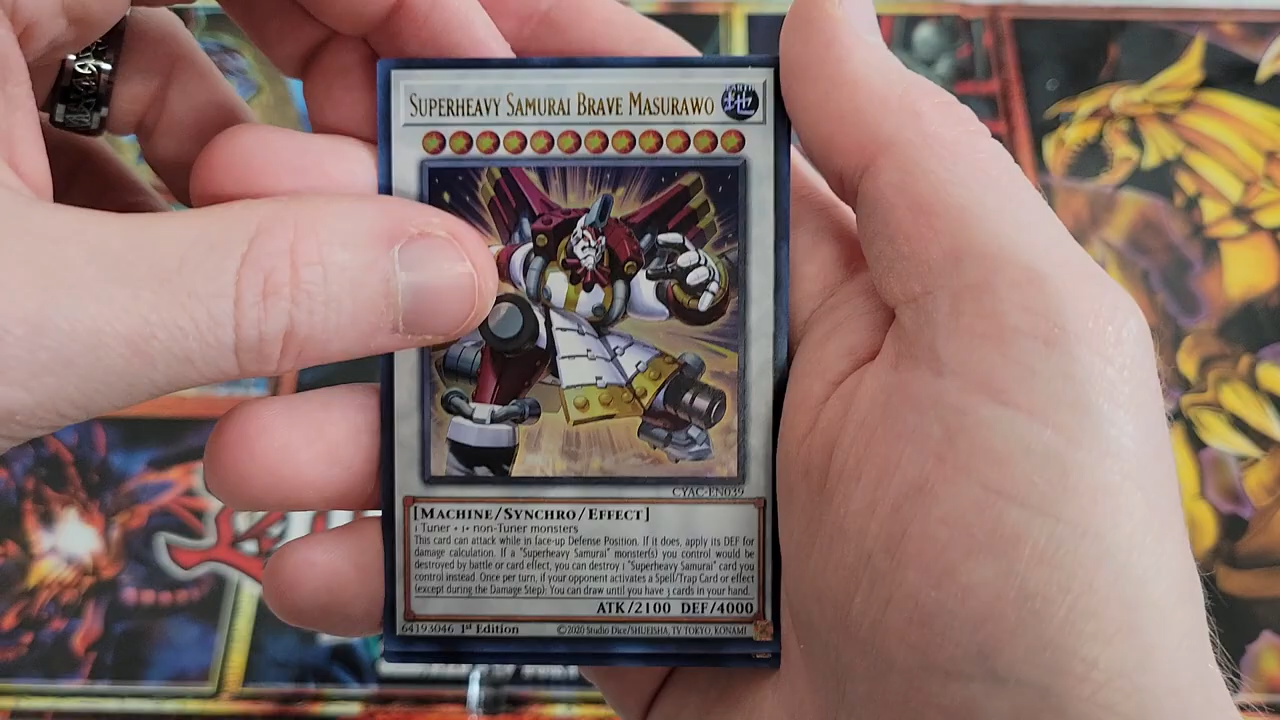 SUPERHEAVY SAMURAI BRAVE MASURAWO
地
CYAC-EN039
[MACHINE/SYNCHRO/EFFECT]
1 Tuner + 1+ non-Tuner monsters
This card can attack while in face-up Defense Position. If it does, apply its DEF for
damage calculation. If a "Superheavy Samurai" monster(s) you control would be
destroyed by battle or card effect, you can destroy 1 "Superheavy Samurai" card you
control instead. Once per turn, if your opponent activates a Spell/Trap Card or effect
(except during the Damage Step): You can draw until you have 3 cards in your hand.
ATK/2100 DEF/4000
64193046 1st Edition ©2020 Studio Dice/SHUEISHA, TV TOKYO, KONAMI